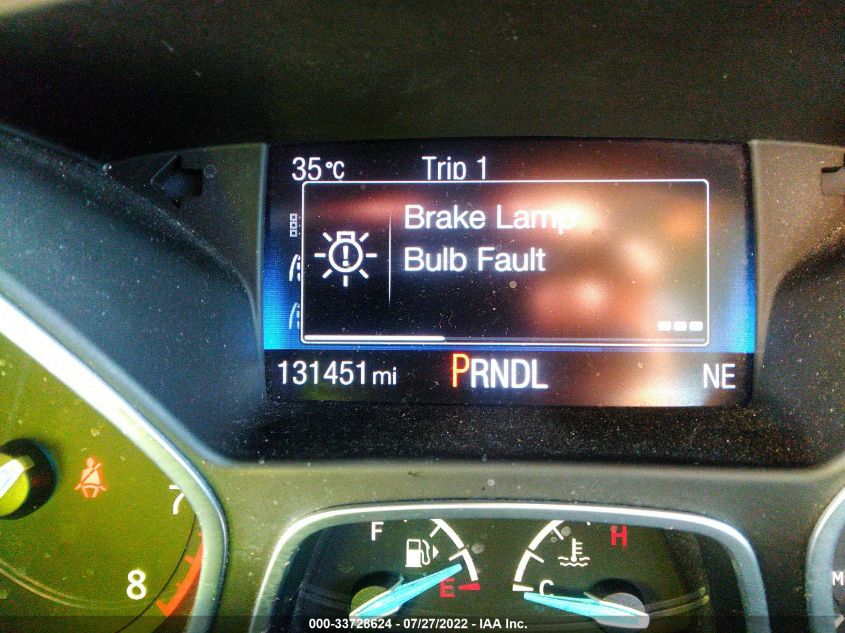 35°C Trip 1
Brake Lamp
Bulb Fault
131451 mi PRNDL NE
7
8
F
E
H
C
M
000-33728624 - 07/27/2022 - IAA Inc.